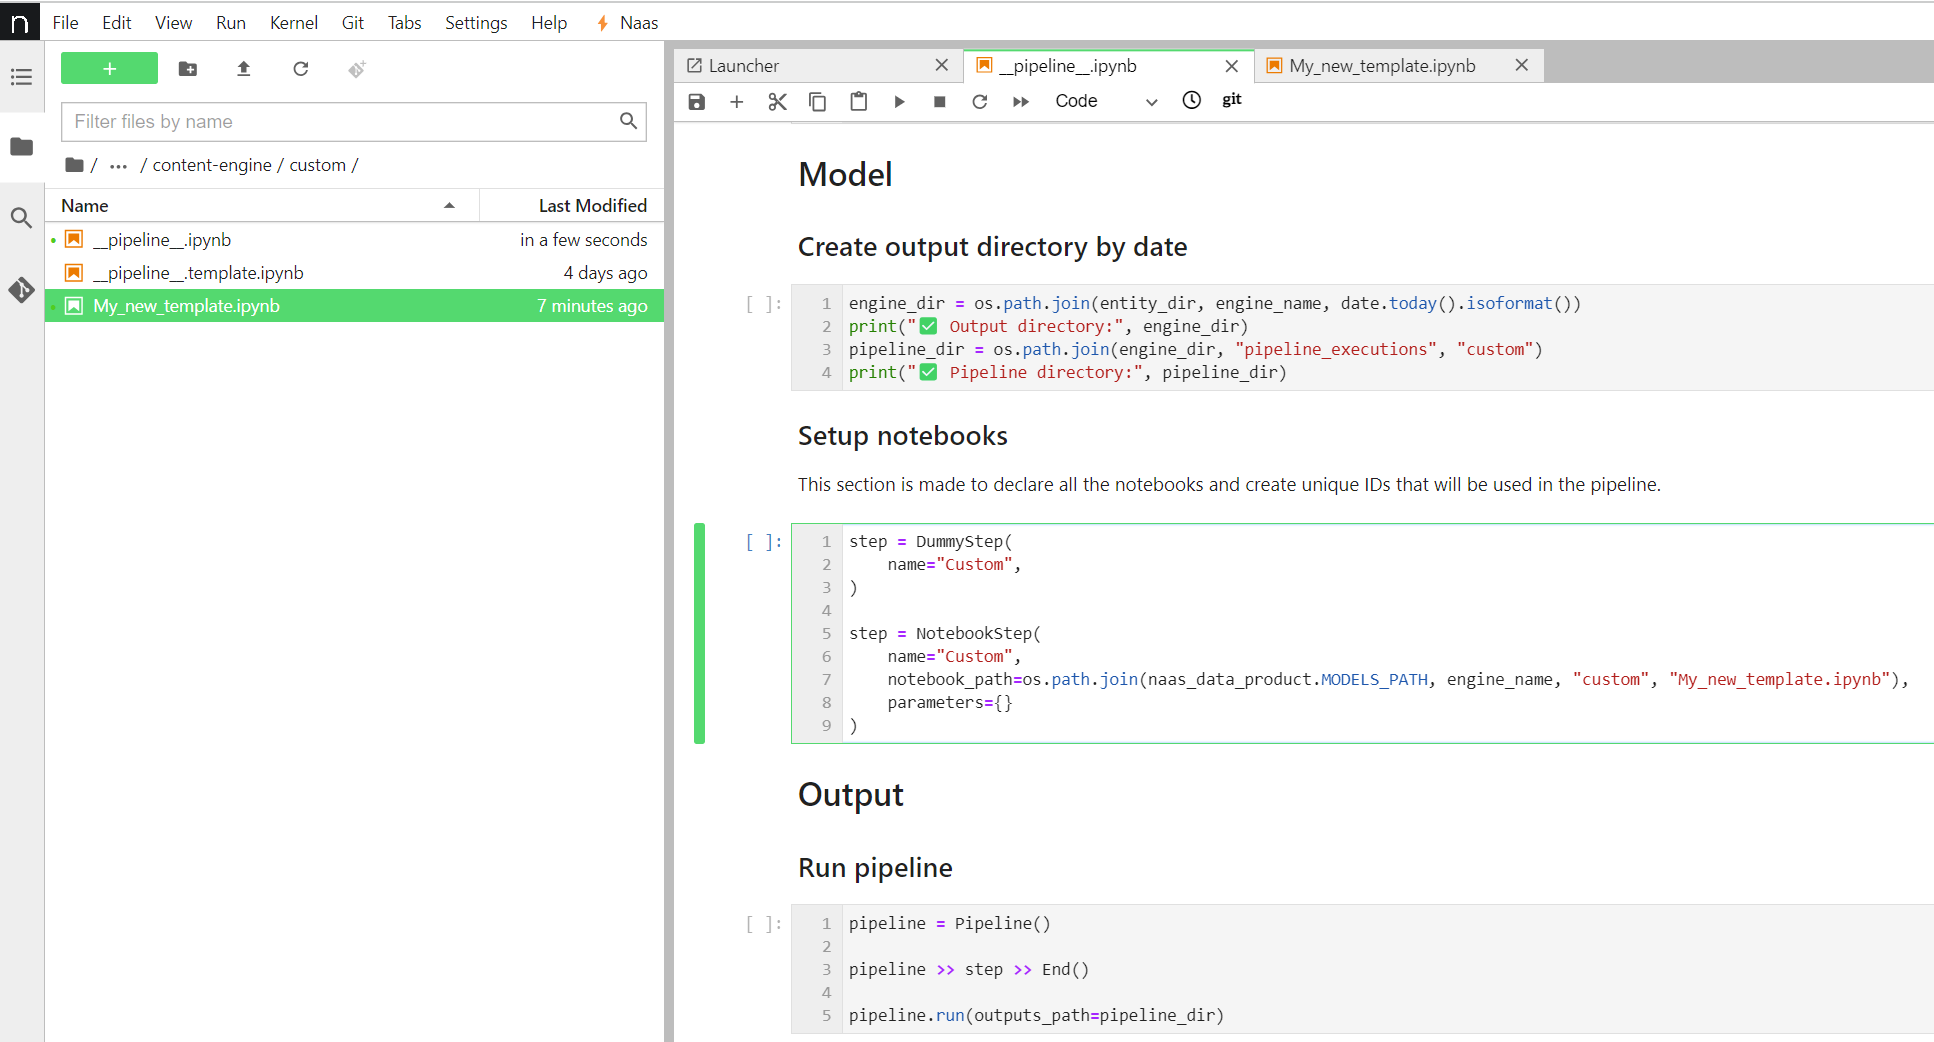 n File Edit View Run Kernel Git Tabs Settings Help Naas
+
Filter files by name
/ ... / content-engine / custom /
Name Last Modified
__pipeline__.ipynb in a few seconds
__pipeline__.template.ipynb 4 days ago
My_new_template.ipynb 7 minutes ago
Launcher __pipeline__.ipynb My_new_template.ipynb
Code git
Model
Create output directory by date
[ ]:
1 engine_dir = os.path.join(entity_dir, engine_name, date.today().isoformat())
2 print("✅ Output directory:", engine_dir)
3 pipeline_dir = os.path.join(engine_dir, "pipeline_executions", "custom")
4 print("✅ Pipeline directory:", pipeline_dir)
Setup notebooks
This section is made to declare all the notebooks and create unique IDs that will be used in the pipeline.
[ ]:
1 step = DummyStep(
2     name="Custom",
3 )
4
5 step = NotebookStep(
6     name="Custom",
7     notebook_path=os.path.join(naas_data_product.MODELS_PATH, engine_name, "custom", "My_new_template.ipynb"),
8     parameters={}
9 )
Output
Run pipeline
[ ]:
1 pipeline = Pipeline()
2
3 pipeline >> step >> End()
4
5 pipeline.run(outputs_path=pipeline_dir)